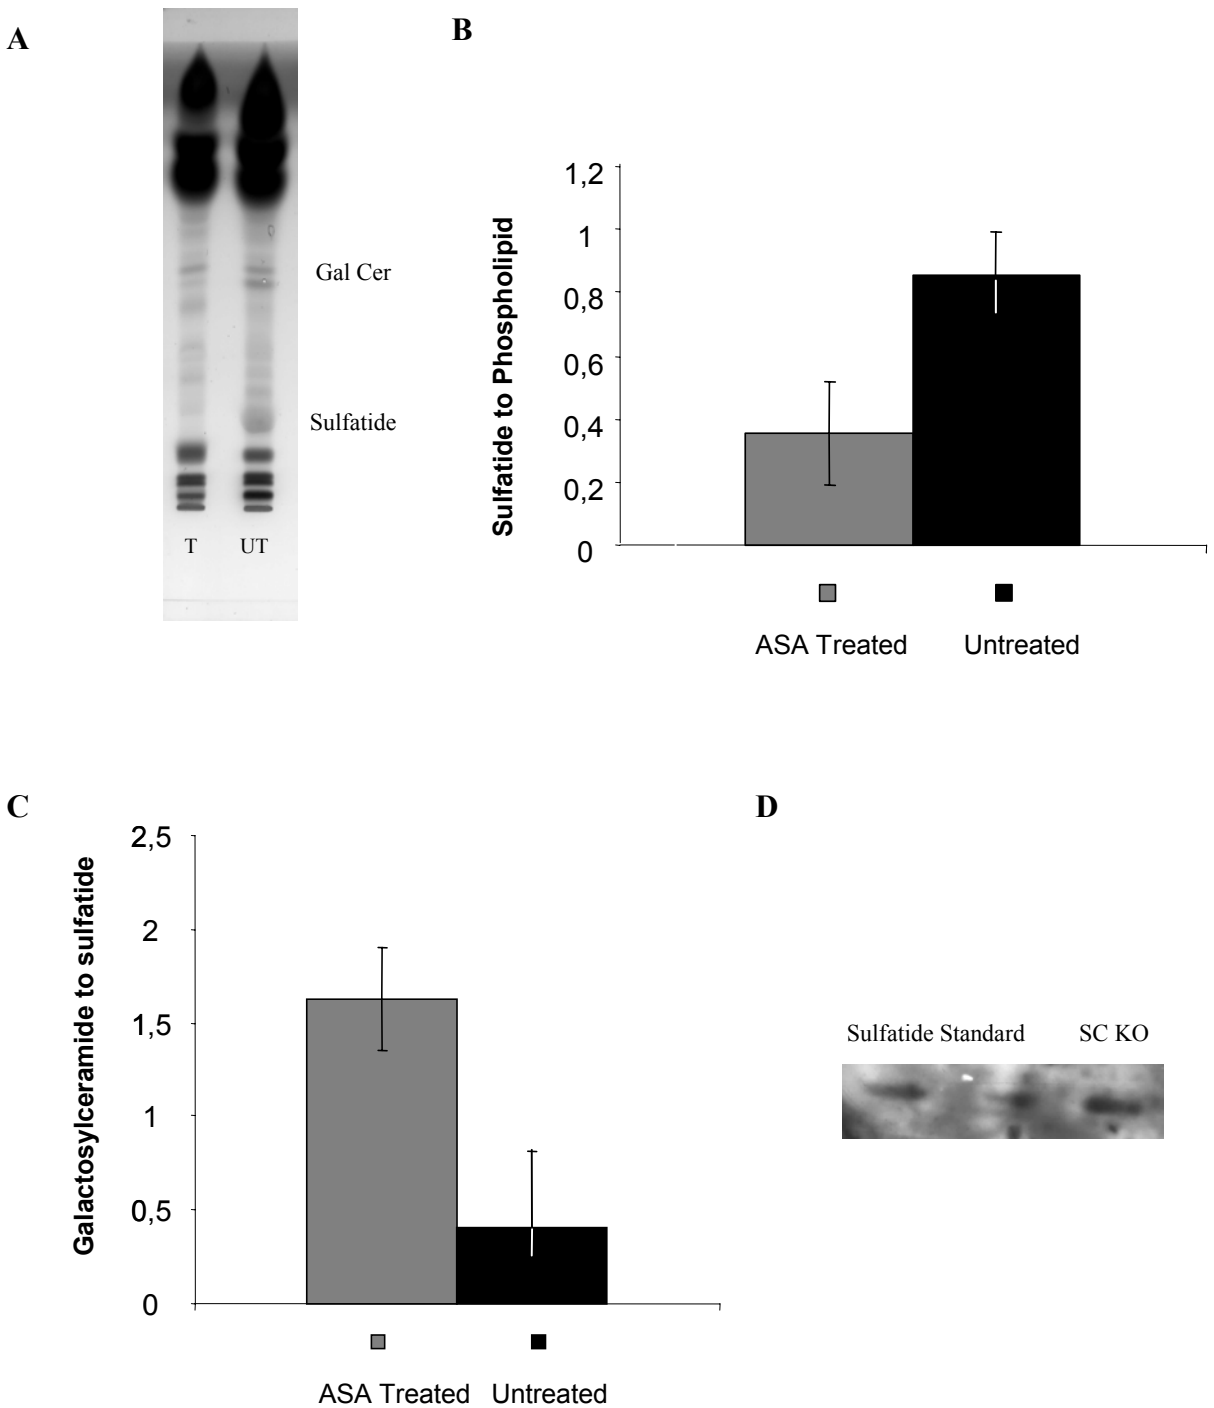 A
Gal Cer
Sulfatide
T UT
B
Sulfatide to Phospholipid
1,2
1
0,8
0,6
0,4
0,2
0
ASA Treated Untreated
C
Galactosylceramide to sulfatide
2,5
2
1,5
1
0,5
0
ASA Treated Untreated
D
Sulfatide Standard SC KO